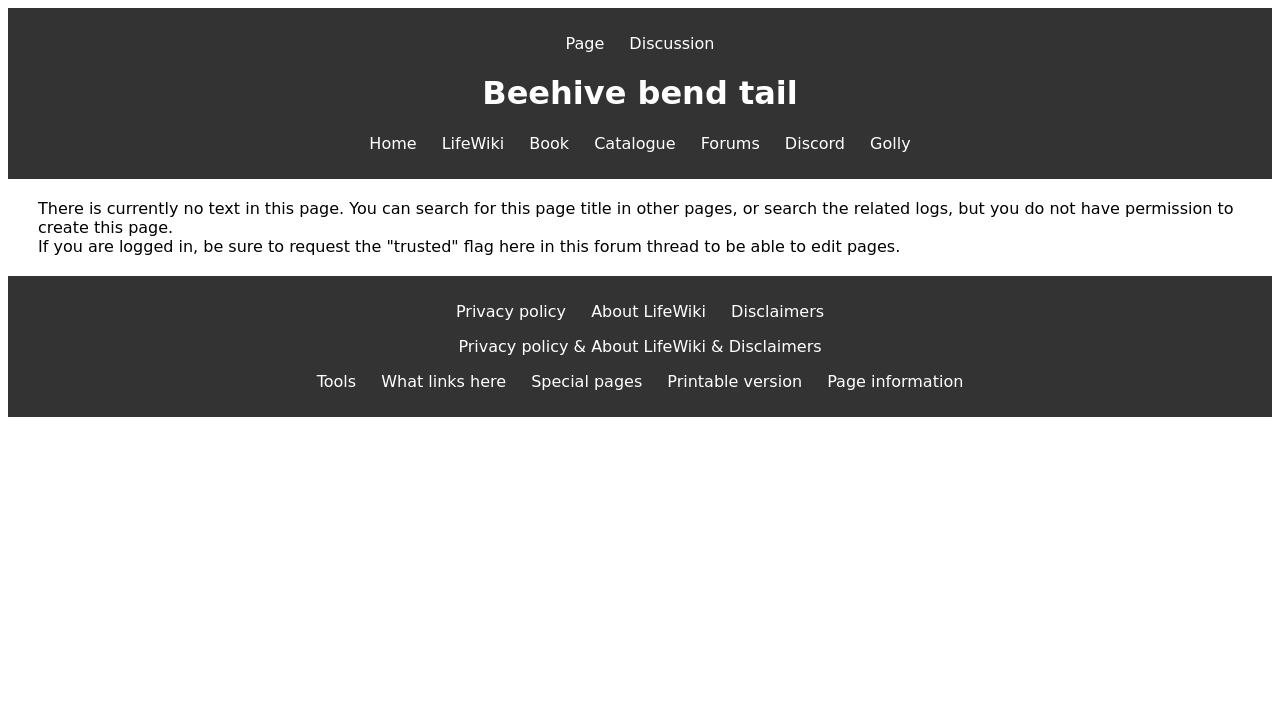 Page Discussion
Beehive bend tail
Home LifeWiki Book Catalogue Forums Discord Golly
There is currently no text in this page. You can search for this page title in other pages, or search the related logs, but you do not have permission to
create this page.
If you are logged in, be sure to request the "trusted" flag here in this forum thread to be able to edit pages.
Privacy policy About LifeWiki Disclaimers
Privacy policy & About LifeWiki & Disclaimers
Tools What links here Special pages Printable version Page information